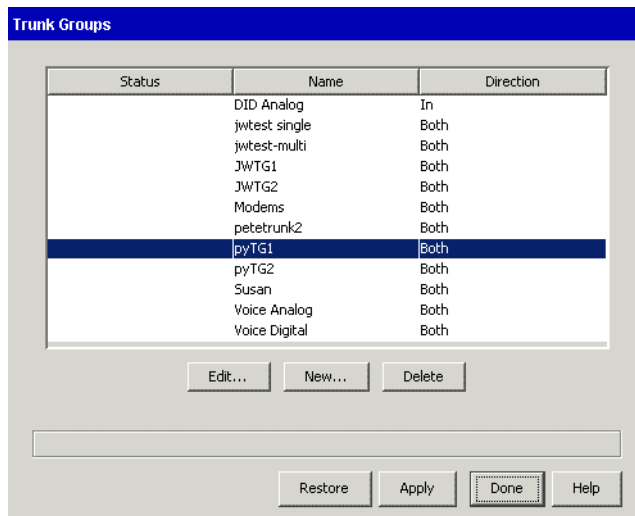 Trunk Groups
Status Name Direction
DID Analog In
jwtest single Both
jwtest-multi Both
JWTG1 Both
JWTG2 Both
Modems Both
petetrunk2 Both
pyTG1 Both
pyTG2 Both
Susan Both
Voice Analog Both
Voice Digital Both
Edit... New... Delete
Restore Apply Done Help